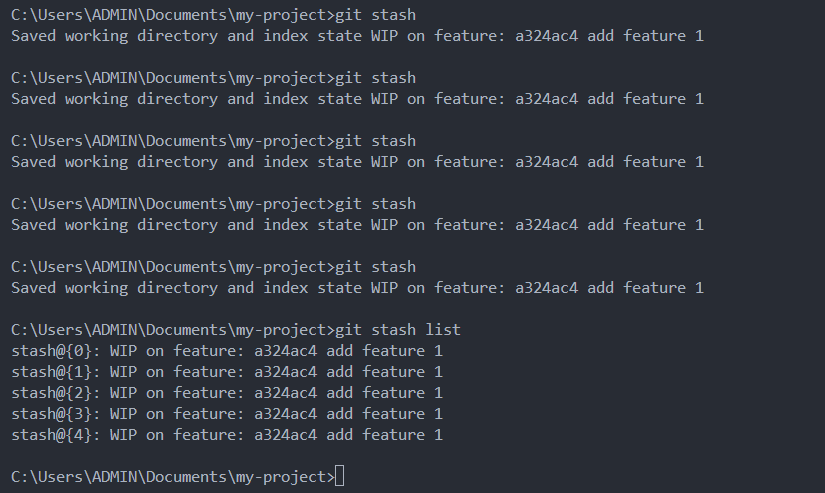 C:\Users\ADMIN\Documents\my-project>git stash
Saved working directory and index state WIP on feature: a324ac4 add feature 1
C:\Users\ADMIN\Documents\my-project>git stash
Saved working directory and index state WIP on feature: a324ac4 add feature 1
C:\Users\ADMIN\Documents\my-project>git stash
Saved working directory and index state WIP on feature: a324ac4 add feature 1
C:\Users\ADMIN\Documents\my-project>git stash
Saved working directory and index state WIP on feature: a324ac4 add feature 1
C:\Users\ADMIN\Documents\my-project>git stash
Saved working directory and index state WIP on feature: a324ac4 add feature 1
C:\Users\ADMIN\Documents\my-project>git stash list
stash@{0}: WIP on feature: a324ac4 add feature 1
stash@{1}: WIP on feature: a324ac4 add feature 1
stash@{2}: WIP on feature: a324ac4 add feature 1
stash@{3}: WIP on feature: a324ac4 add feature 1
stash@{4}: WIP on feature: a324ac4 add feature 1
C:\Users\ADMIN\Documents\my-project>